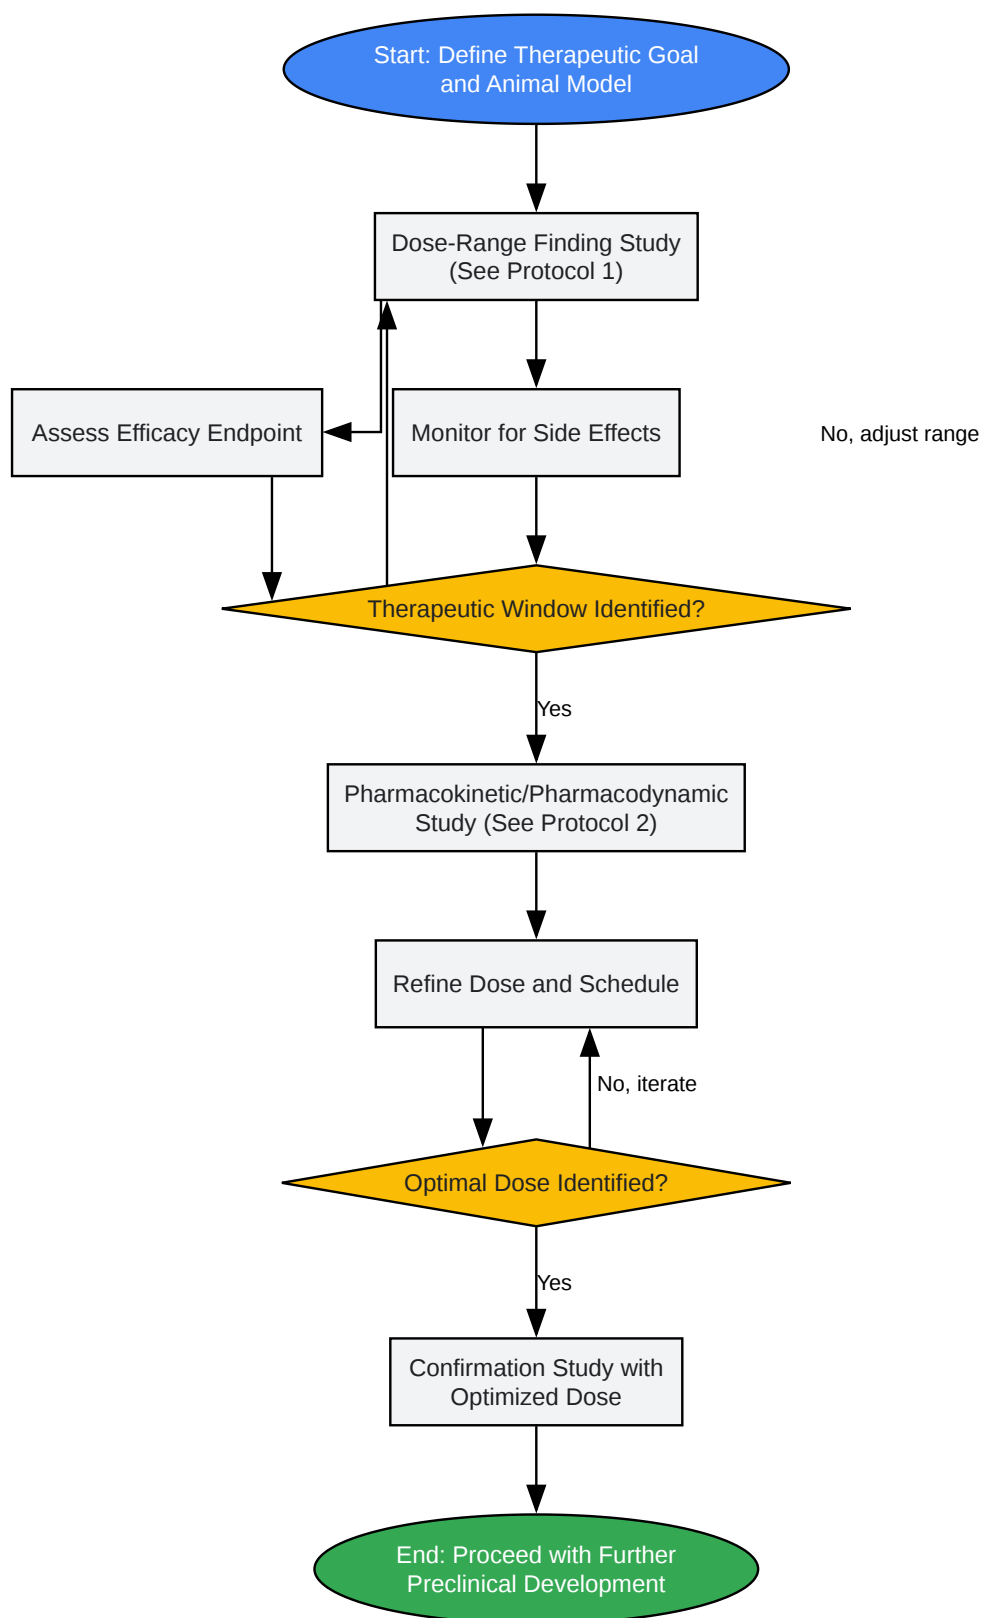 Start: Define Therapeutic Goal
and Animal Model
Dose-Range Finding Study
(See Protocol 1)
Assess Efficacy Endpoint
Monitor for Side Effects
No, adjust range
Therapeutic Window Identified?
Yes
Pharmacokinetic/Pharmacodynamic
Study (See Protocol 2)
Refine Dose and Schedule
No, iterate
Optimal Dose Identified?
Yes
Confirmation Study with
Optimized Dose
End: Proceed with Further
Preclinical Development